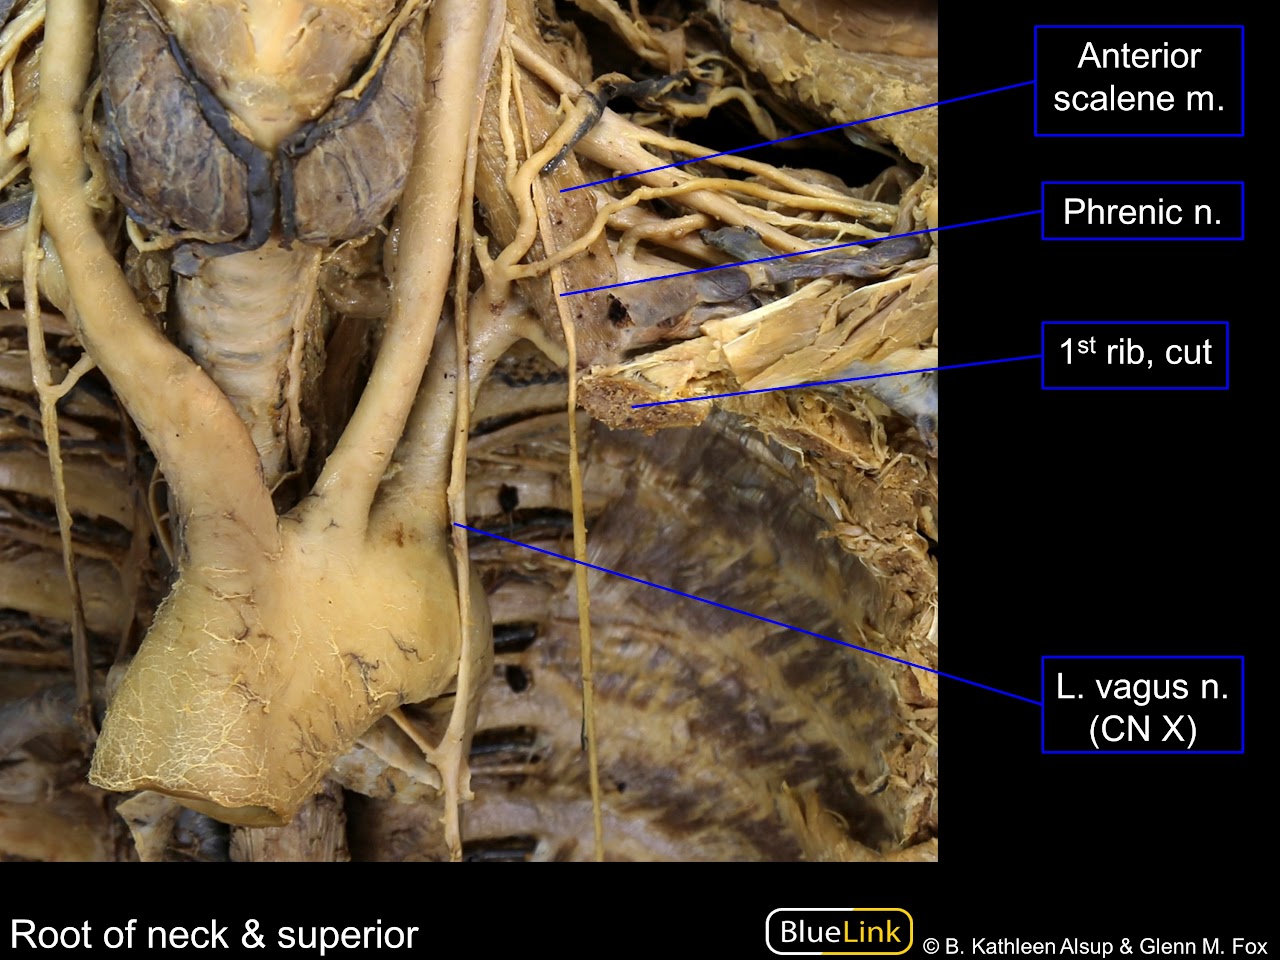 Anterior
scalene m.
Phrenic n.
1st rib, cut
L. vagus n.
(CN X)
Root of neck & superior
BlueLink
© B. Kathleen Alsup & Glenn M. Fox